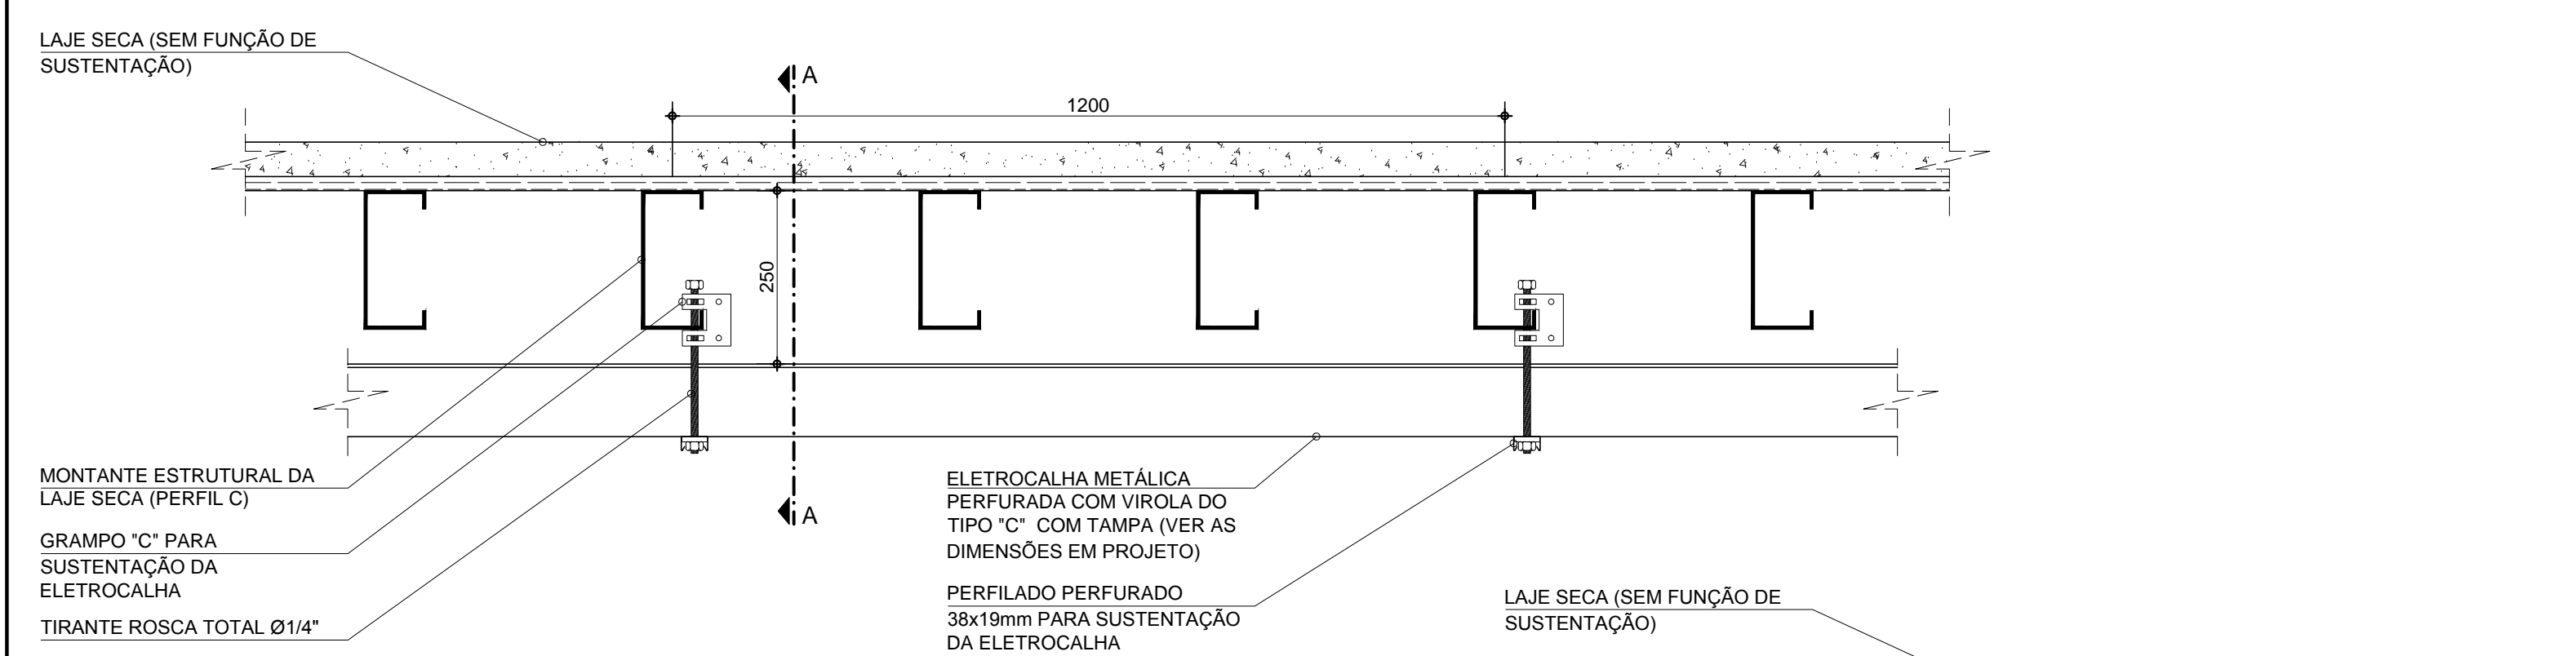 LAJE SECA (SEM FUNÇÃO DE
SUSTENTAÇÃO)
A
1200
250
MONTANTE ESTRUTURAL DA
LAJE SECA (PERFIL C)
GRAMPO "C" PARA
SUSTENTAÇÃO DA
ELETROCALHA
TIRANTE ROSCA TOTAL Ø1/4"
A
ELETROCALHA METÁLICA
PERFURADA COM VIROLA DO
TIPO "C" COM TAMPA (VER AS
DIMENSÕES EM PROJETO)
PERFILADO PERFURADO
38x19mm PARA SUSTENTAÇÃO
DA ELETROCALHA
LAJE SECA (SEM FUNÇÃO DE
SUSTENTAÇÃO)